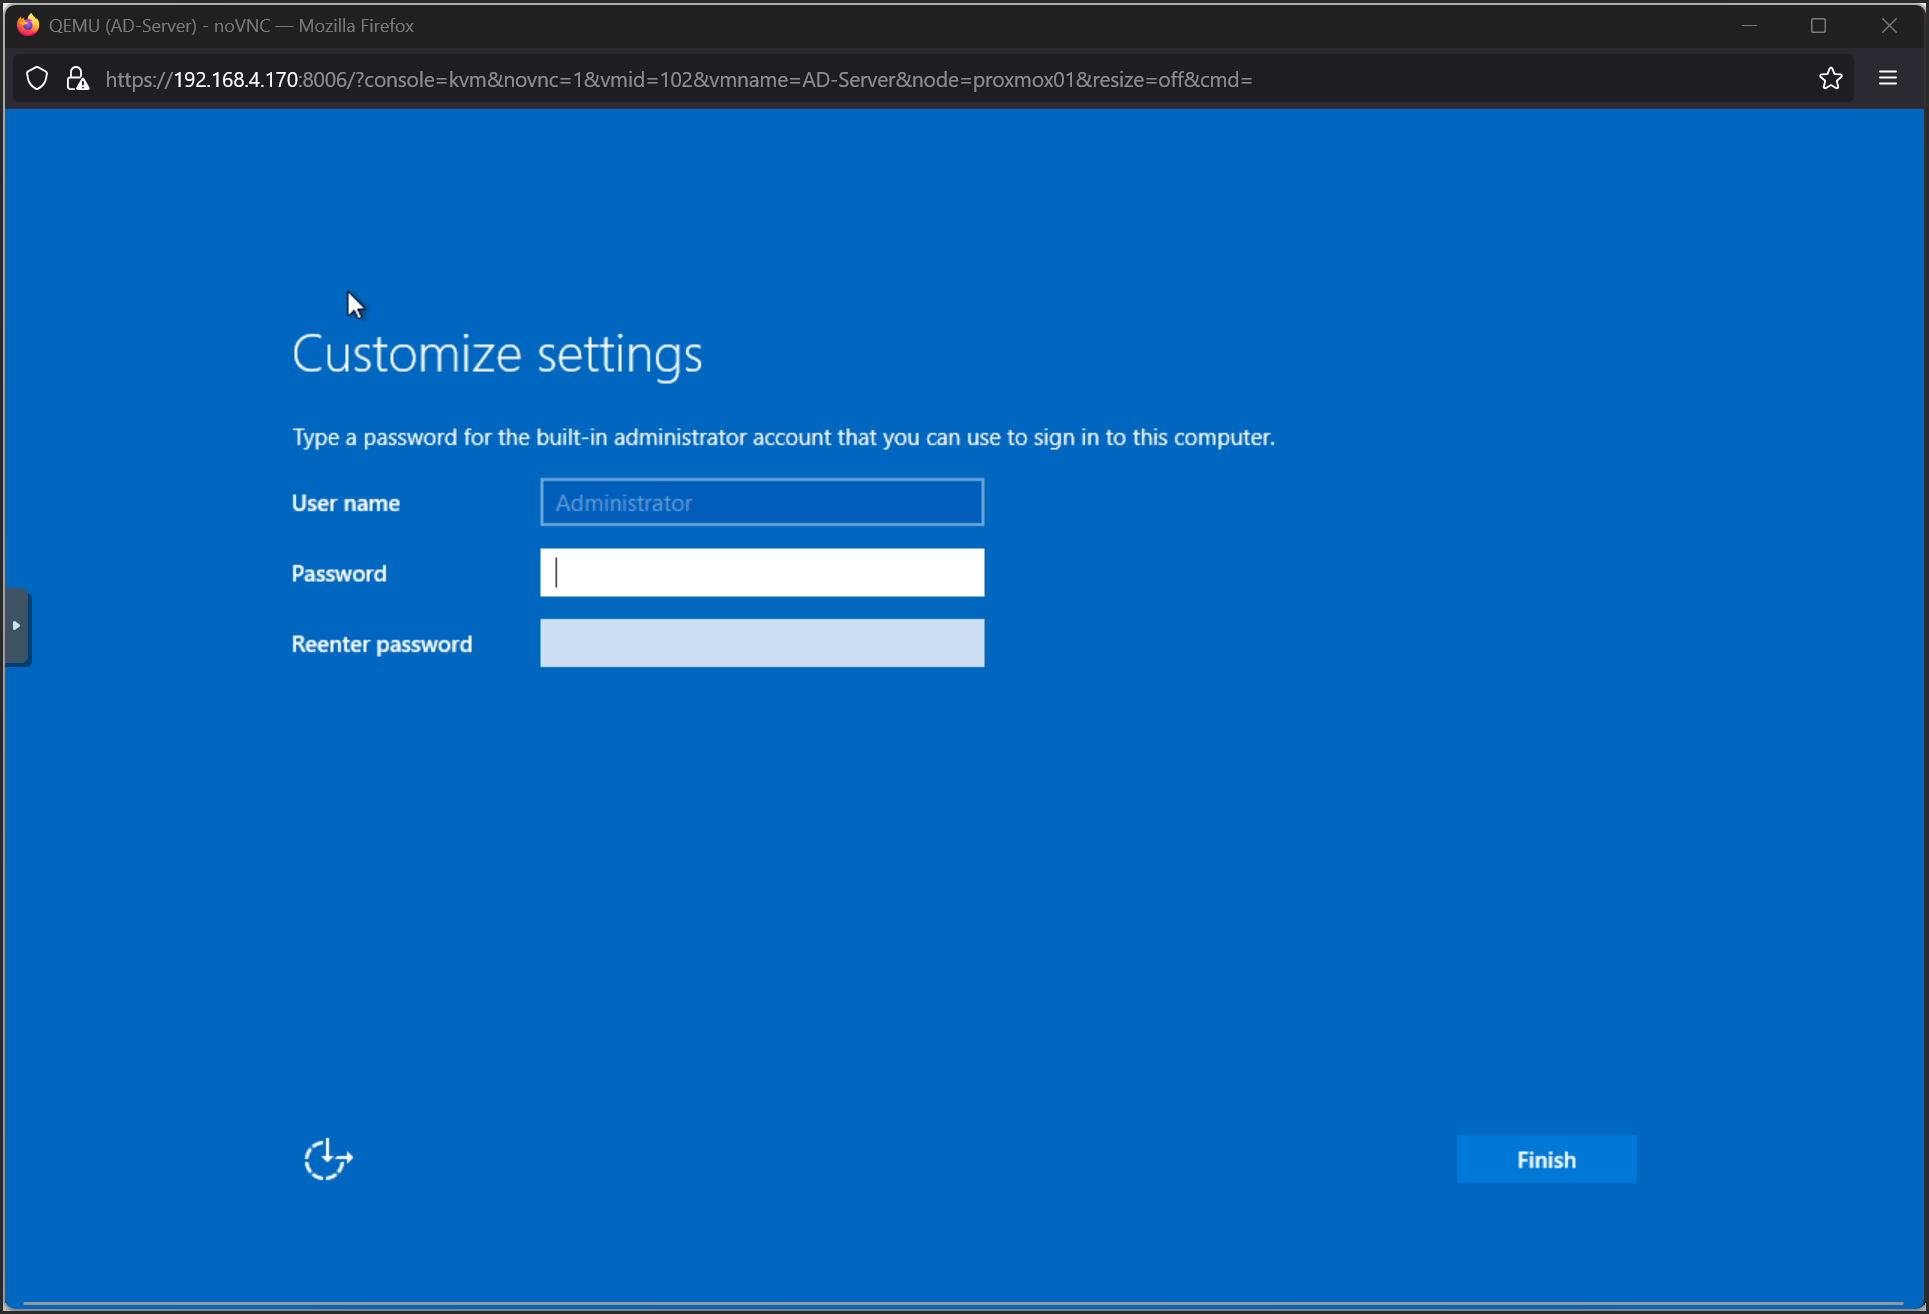 QEMU (AD-Server) - noVNC — Mozilla Firefox
https://192.168.4.170:8006/?console=kvm&novnc=1&vmid=102&vmname=AD-Server&node=proxmox01&resize=off&cmd=
Customize settings
Type a password for the built-in administrator account that you can use to sign in to this computer.
User name
Administrator
Password
Reenter password
Finish